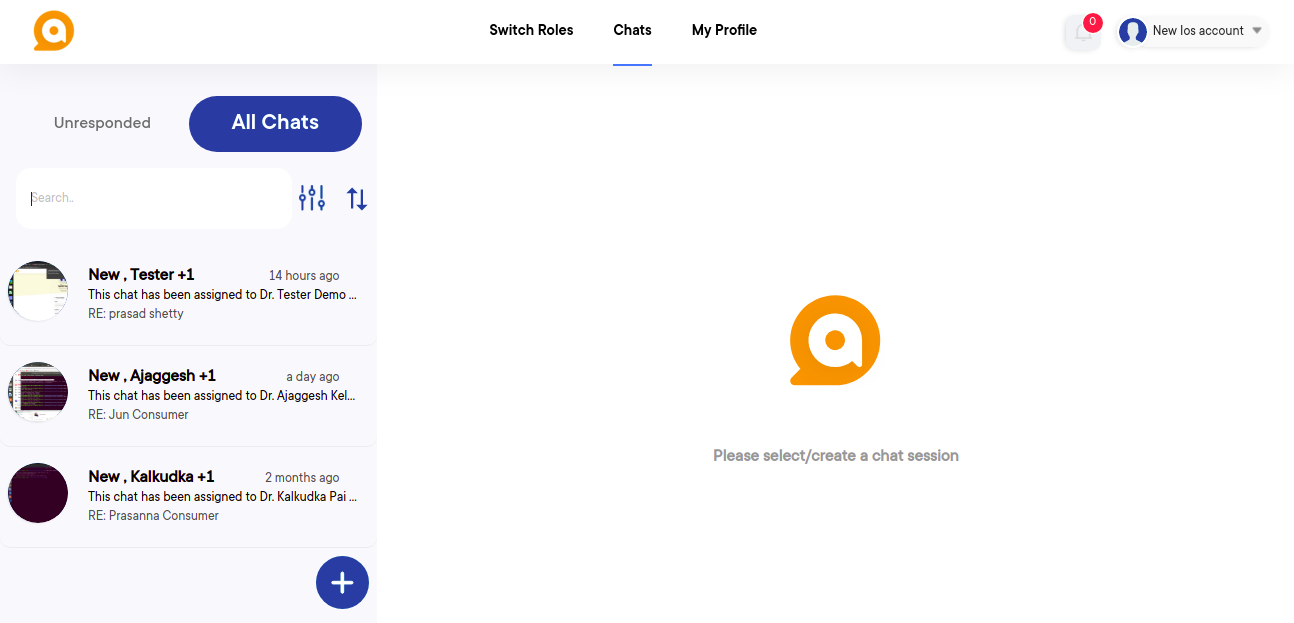 Switch Roles
Chats
My Profile
0
New Ios account
Unresponded
All Chats
Search..
New , Tester +1
14 hours ago
This chat has been assigned to Dr. Tester Demo ...
RE: prasad shetty
New , Ajaggesh +1
a day ago
This chat has been assigned to Dr. Ajaggesh Kel...
RE: Jun Consumer
New , Kalkudka +1
2 months ago
This chat has been assigned to Dr. Kalkudka Pai ...
RE: Prasanna Consumer
Please select/create a chat session